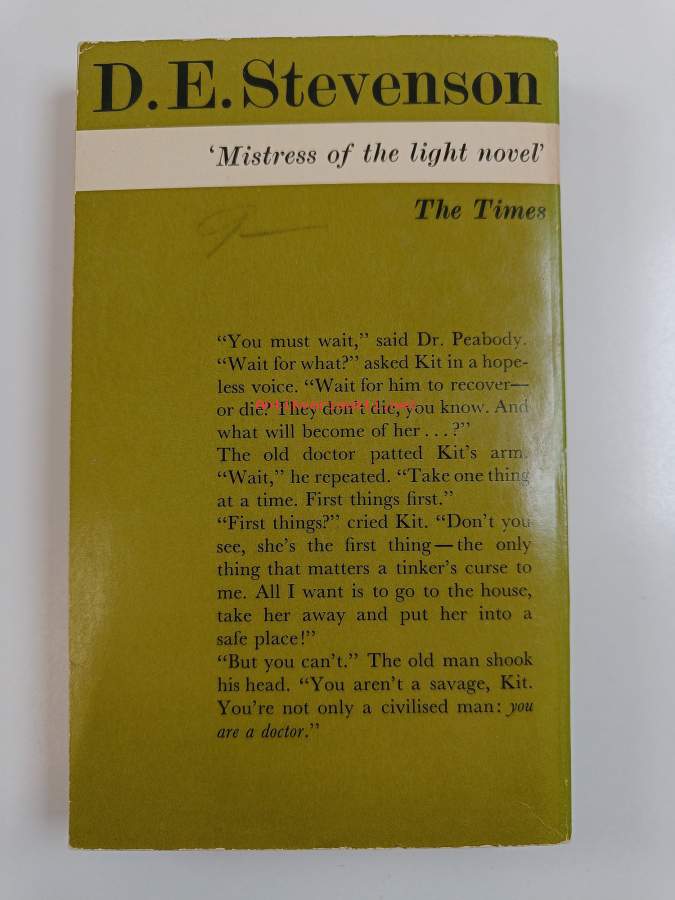 D.E.Stevenson
‘Mistress of the light novel’
The Times
“You must wait,” said Dr. Peabody.
“Wait for what?” asked Kit in a hope-
less voice. “Wait for him to recover—
or die? They don't die, you know. And
what will become of her . . . ?”
The old doctor patted Kit's arm.
“Wait,” he repeated. “Take one thing
at a time. First things first.”
“First things?” cried Kit. “Don't you
see, she's the first thing—the only
thing that matters a tinker's curse to
me. All I want is to go to the house,
take her away and put her into a
safe place!”
“But you can't.” The old man shook
his head. “You aren't a savage, Kit.
You're not only a civilised man: you
are a doctor.”